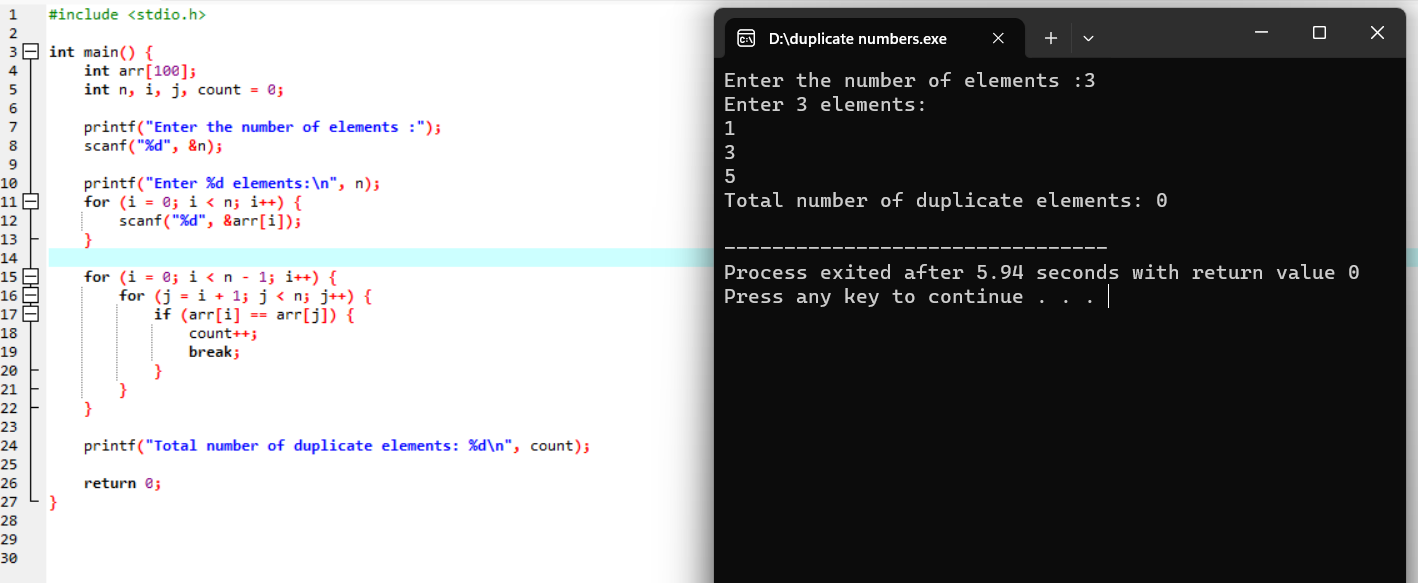 1 #include <stdio.h>
2
3 int main() {
4 int arr[100];
5 int n, i, j, count = 0;
6
7 printf("Enter the number of elements :");
8 scanf("%d", &n);
9
10 printf("Enter %d elements:\n", n);
11 for (i = 0; i < n; i++) {
12 scanf("%d", &arr[i]);
13 }
14
15 for (i = 0; i < n - 1; i++) {
16 for (j = i + 1; j < n; j++) {
17 if (arr[i] == arr[j]) {
18 count++;
19 break;
20 }
21 }
22 }
23
24 printf("Total number of duplicate elements: %d\n", count);
25
26 return 0;
27 }
28
29
30
D:\duplicate numbers.exe
Enter the number of elements :3
Enter 3 elements:
1
3
5
Total number of duplicate elements: 0
--------------------------------
Process exited after 5.94 seconds with return value 0
Press any key to continue . . .